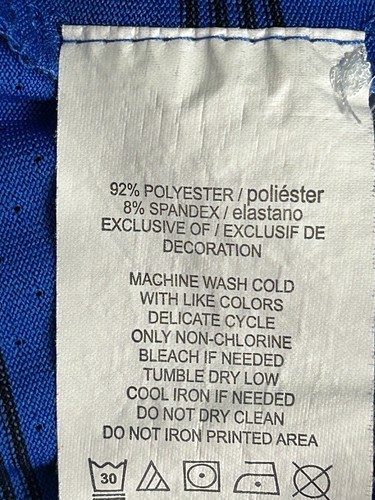 92% POLYESTER / poliéster
8% SPANDEX / elastano
EXCLUSIVE OF / EXCLUSIF DE
DECORATION
MACHINE WASH COLD
WITH LIKE COLORS
DELICATE CYCLE
ONLY NON-CHLORINE
BLEACH IF NEEDED
TUMBLE DRY LOW
COOL IRON IF NEEDED
DO NOT DRY CLEAN
DO NOT IRON PRINTED AREA
30